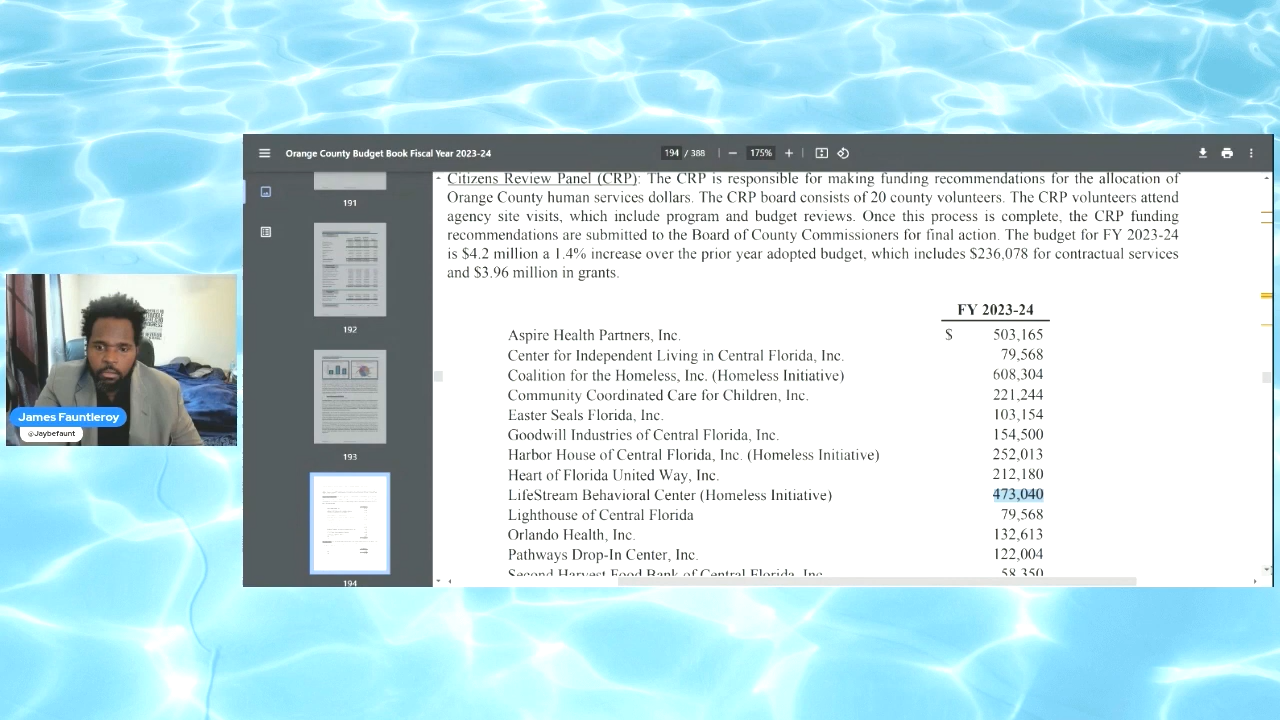 Orange County Budget Book Fiscal Year 2023-24
194 / 388
175%
191
192
193
194
Citizens Review Panel (CRP): The CRP is responsible for making funding recommendations for the allocation of
Orange County human services dollars. The CRP board consists of 20 county volunteers. The CRP volunteers attend
agency site visits, which include program and budget reviews. Once this process is complete, the CRP funding
recommendations are submitted to the Board of County Commissioners for final action. The budget for FY 2023-24
is $4.2 million a 1.4% increase over the prior year adopted budget, which includes $236,078 for contractual services
and $3.96 million in grants.
FY 2023-24
Aspire Health Partners, Inc. $ 503,165
Center for Independent Living in Central Florida, Inc. 79,568
Coalition for the Homeless, Inc. (Homeless Initiative) 608,304
Community Coordinated Care for Children, Inc. 221,244
Easter Seals Florida, Inc. 103,154
Goodwill Industries of Central Florida, Inc. 154,500
Harbor House of Central Florida, Inc. (Homeless Initiative) 252,013
Heart of Florida United Way, Inc. 212,180
LifeStream Behavioral Center (Homeless Initiative) 473,040
Lighthouse of Central Florida 79,568
Orlando Health, Inc.
Pathways Drop-In Center, Inc. 122,004
Second Harvest Food Bank of Central Florida, Inc. 58,350
James Fauntleroy
@Jaybefaunt